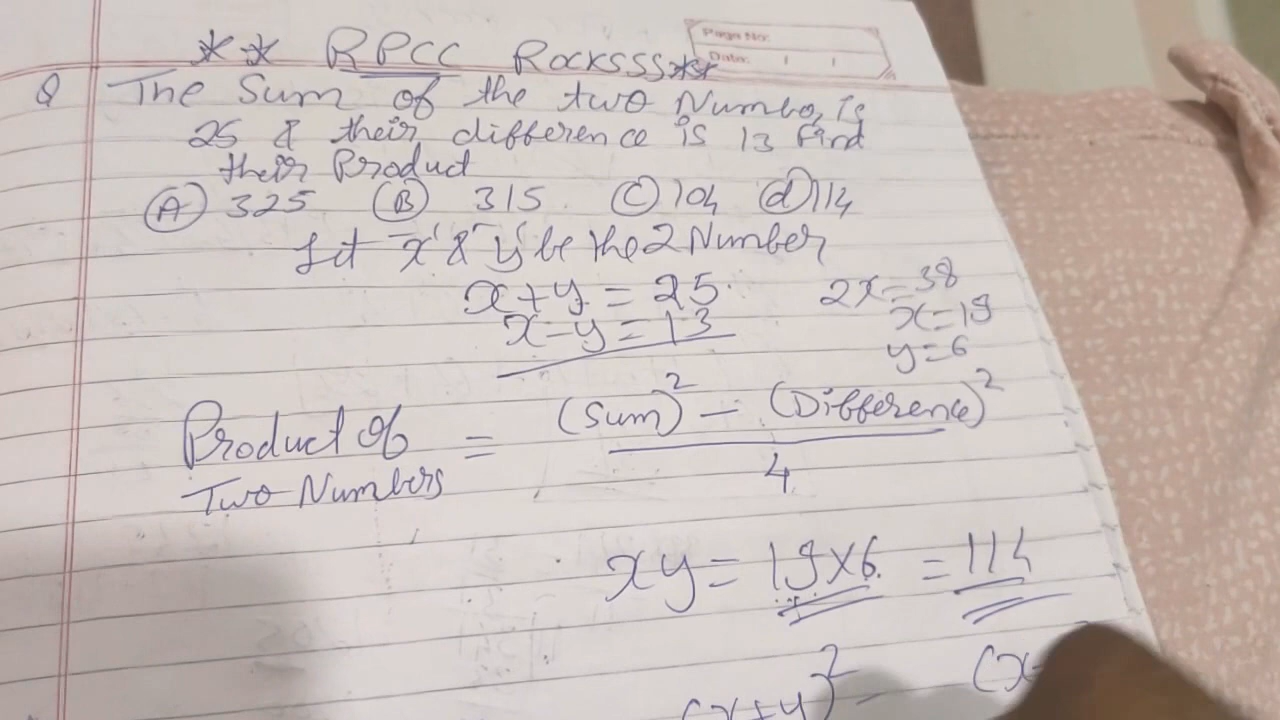 ** RPCC Rocksss**
Page No:
Date:
Q The Sum of the two Number is
25 & their difference is 13 Find
their Product
(A) 325 (B) 315 (C) 104 (d) 114
Let 'x' & 'y' be the 2 Number
x+y = 25
x-y = 13
2x=38
x=19
y=6
Product of Two Numbers = (Sum)² - (Difference)² / 4
xy = 19×6 = 114
(x+y)² - (x-